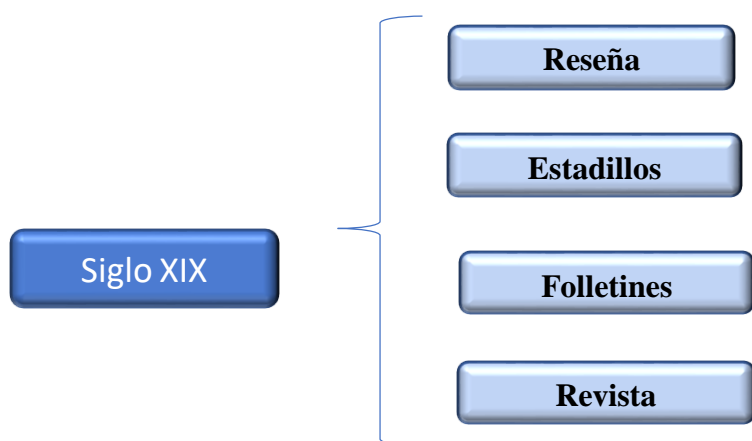 Siglo XIX
Reseña
Estadillos
Folletines
Revista